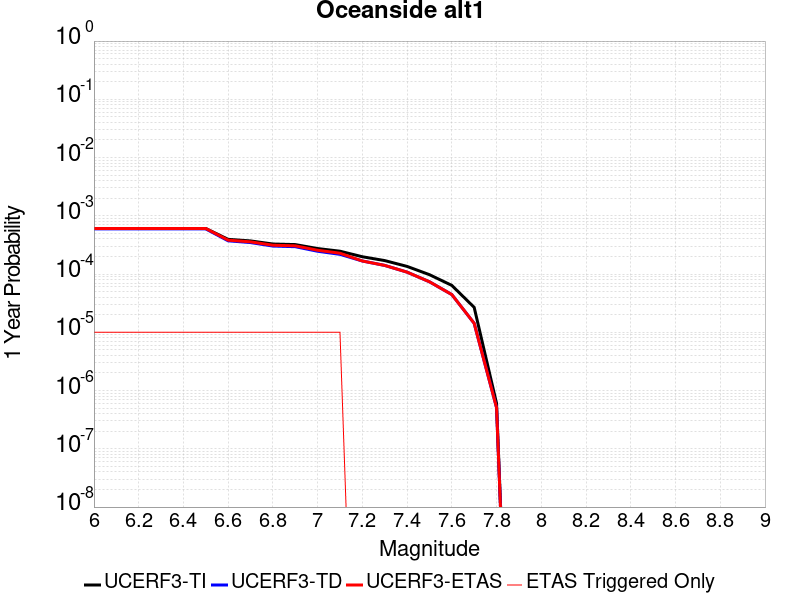 Oceanside alt1
10^0
10^-1
10^-2
10^-3
10^-4
10^-5
10^-6
10^-7
10^-8
1 Year Probability
6 6.2 6.4 6.6 6.8 7 7.2 7.4 7.6 7.8 8 8.2 8.4 8.6 8.8 9
Magnitude
UCERF3-TI UCERF3-TD UCERF3-ETAS ETAS Triggered Only